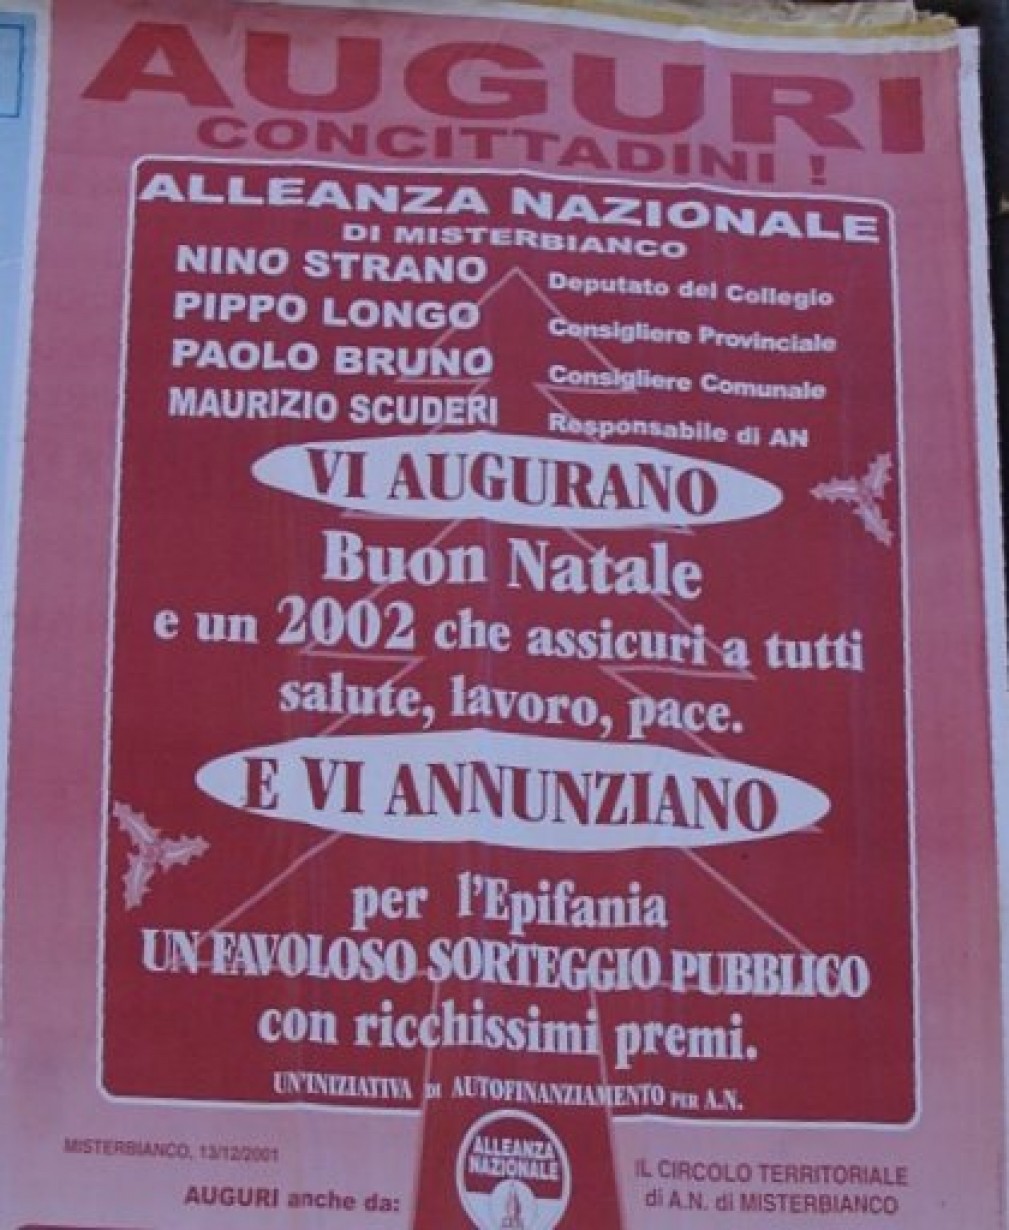 AUGURI
CONCITTADINI !
ALLEANZA NAZIONALE
DI MISTERBIANCO
NINO STRANO Deputato del Collegio
PIPPO LONGO Consigliere Provinciale
PAOLO BRUNO Consigliere Comunale
MAURIZIO SCUDERI Responsabile di AN
VI AUGURANO
Buon Natale
e un 2002 che assicuri a tutti
salute, lavoro, pace.
E VI ANNUNZIANO
per l'Epifania
UN FAVOLOSO SORTEGGIO PUBBLICO
con ricchissimi premi.
UN'INIZIATIVA DI AUTOFINANZIAMENTO PER A.N.
MISTERBIANCO, 13/12/2001
AUGURI anche da:
ALLEANZA
NAZIONALE
IL CIRCOLO TERRITORIALE
di A.N. di MISTERBIANCO